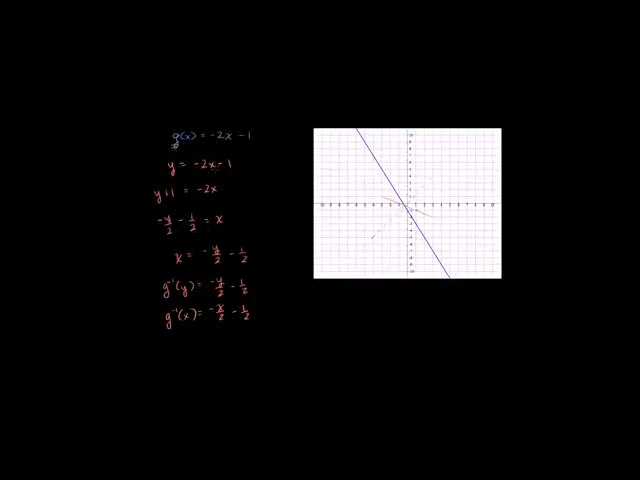 g(x) = -2x - 1
y = -2x - 1
y + 1 = -2x
-y/2 - 1/2 = x
x = -y/2 - 1/2
g⁻¹(y) = -y/2 - 1/2
g⁻¹(x) = -x/2 - 1/2